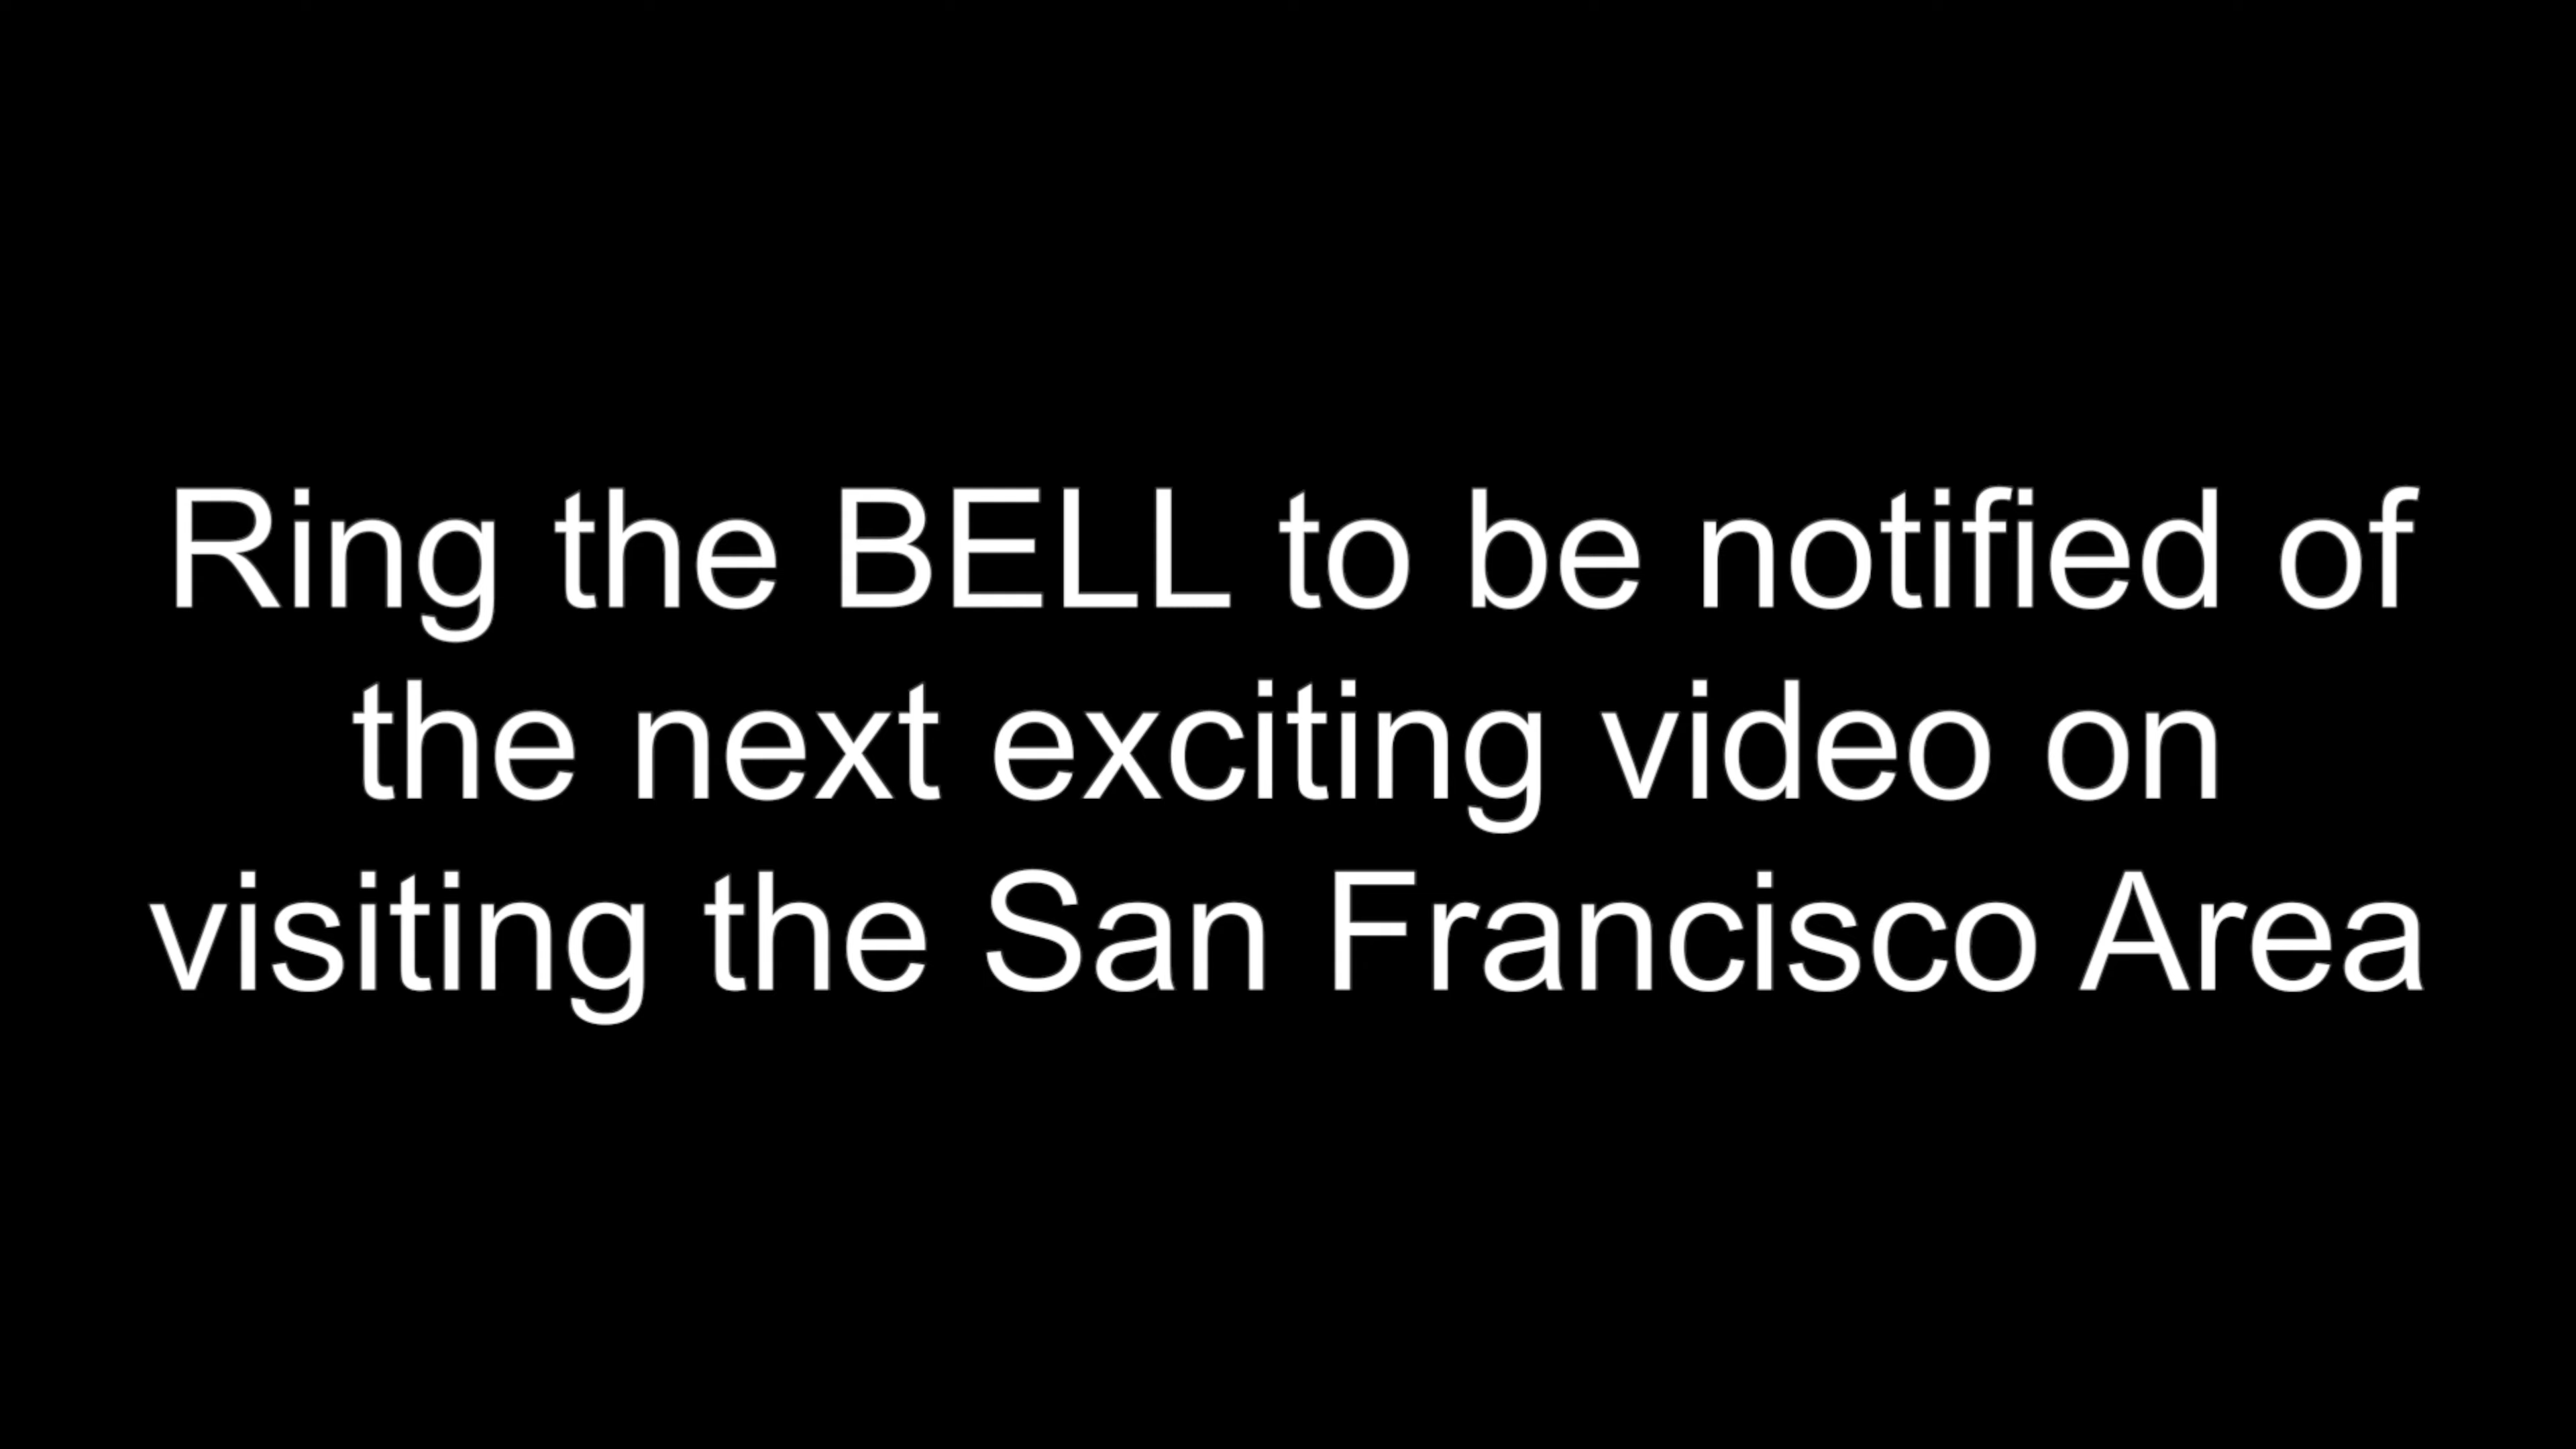 Ring the BELL to be notified of
the next exciting video on
visiting the San Francisco Area